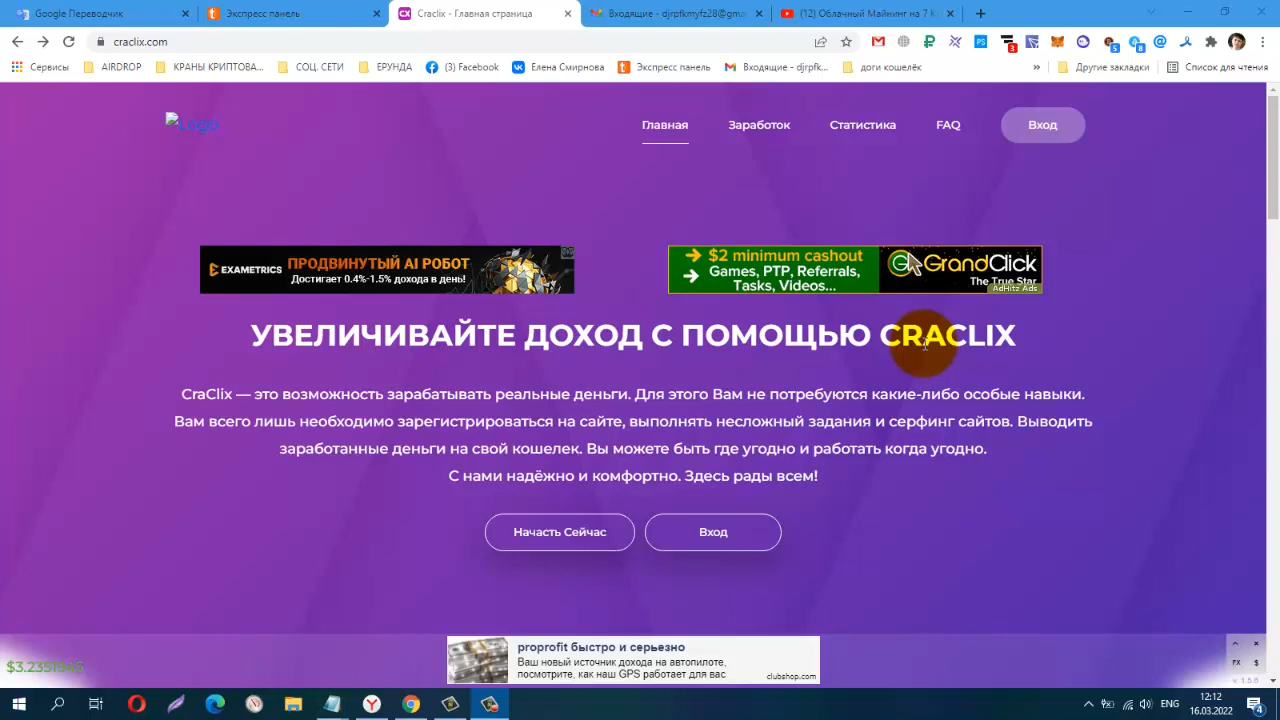 Google Переводчик
Экспресс панель
Craclix - Главная страница
Входящие - djrpfkmyfz28@gma
(12) Облачный Майнинг на 7 К
craclix.com
Сервисы
AIRDROP
КРАНЫ КРИПТОВА...
СОЦ. СЕТИ
ЕРУНДА
(3) Facebook
Елена Смирнова
Экспресс панель
Входящие - djrpfk...
доги кошелёк
Другие закладки
Список для чтения
Logo
Главная
Заработок
Статистика
FAQ
Вход
EXAMETRICS
ПРОДВИНУТЫЙ AI РОБОТ
Достигает 0.4%-1.5% дохода в день!
$2 minimum cashout
Games, PTP, Referrals,
Tasks, Videos...
GrandClick
The True Star
AdHitz Ads
УВЕЛИЧИВАЙТЕ ДОХОД С ПОМОЩЬЮ CRACLIX
CraClix — это возможность зарабатывать реальные деньги. Для этого Вам не потребуются какие-либо особые навыки.
Вам всего лишь необходимо зарегистрироваться на сайте, выполнять несложный задания и серфинг сайтов. Выводить
заработанные деньги на свой кошелек. Вы можете быть где угодно и работать когда угодно.
С нами надёжно и комфортно. Здесь рады всем!
Начасть Сейчас
Вход
proprofit быстро и серьезно
Ваш новый источник дохода на автопилоте,
посмотрите, как наш GPS работает для вас
clubshop.com
PX $
v. 1.5.6
ENG
12:12
16.03.2022